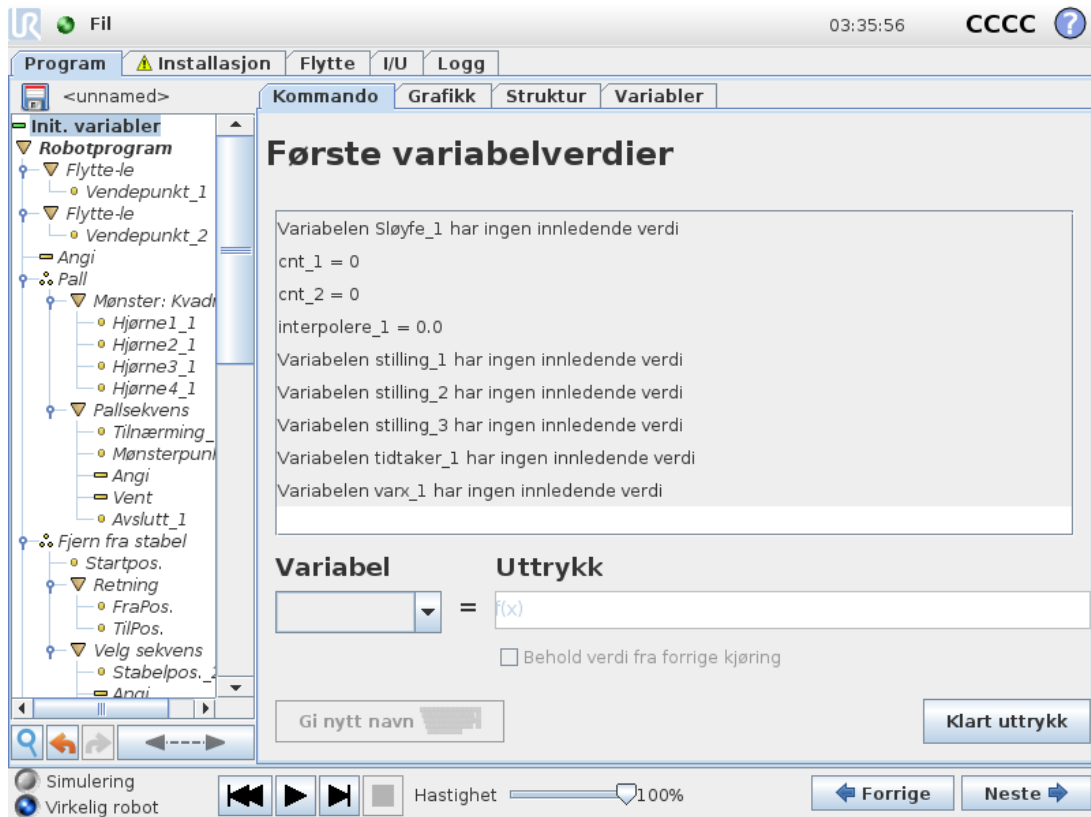 Fil
03:35:56
CCCC
?
Program
Installasjon
Flytte
I/U
Logg
<unnamed>
Kommando
Grafikk
Struktur
Variabler
Init. variabler
Robotprogram
Flytte-le
Vendepunkt_1
Flytte-le
Vendepunkt_2
Angi
Pall
Mønster: Kvadr
Hjørne1_1
Hjørne2_1
Hjørne3_1
Hjørne4_1
Pallsekvens
Tilnærming_
Mønsterpunk
Angi
Vent
Avslutt_1
Fjern fra stabel
Startpos.
Retning
FraPos.
TilPos.
Velg sekvens
Stabelpos._2
Angi
Første variabelverdier
Variabelen Sløyfe_1 har ingen innledende verdi
cnt_1 = 0
cnt_2 = 0
interpolere_1 = 0.0
Variabelen stilling_1 har ingen innledende verdi
Variabelen stilling_2 har ingen innledende verdi
Variabelen stilling_3 har ingen innledende verdi
Variabelen tidtaker_1 har ingen innledende verdi
Variabelen varx_1 har ingen innledende verdi
Variabel
Uttrykk
=
f(x)
Behold verdi fra forrige kjøring
Gi nytt navn
Klart uttrykk
Simulering
Virkelig robot
Hastighet
100%
Forrige
Neste